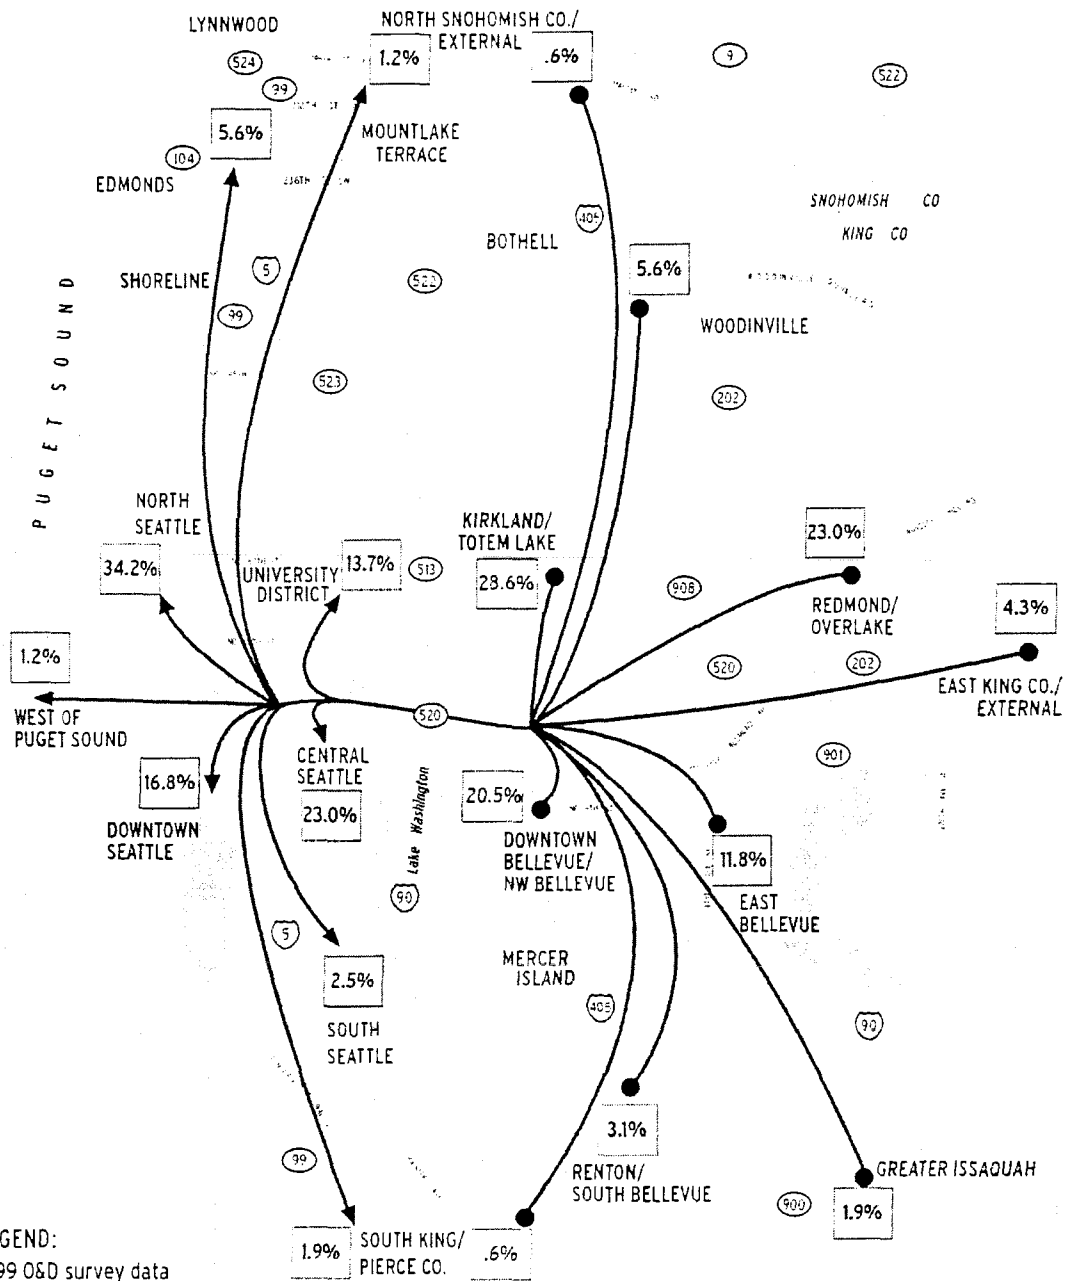 LYNNWOOD
NORTH SNOHOMISH CO./
EXTERNAL
524
99
1.2%
.6%
9
522
5.6%
MOUNTLAKE
TERRACE
104
EDMONDS
SNOHOMISH CO
KING CO
405
BOTHELL
SHORELINE
5
522
5.6%
99
WOODINVILLE
PUGET SOUND
523
202
NORTH
SEATTLE
34.2%
UNIVERSITY
DISTRICT
13.7%
513
KIRKLAND/
TOTEM LAKE
28.6%
23.0%
908
REDMOND/
OVERLAKE
4.3%
1.2%
WEST OF
PUGET SOUND
520
520
202
EAST KING CO./
EXTERNAL
CENTRAL
SEATTLE
23.0%
16.8%
DOWNTOWN
SEATTLE
Lake Washington
20.5%
DOWNTOWN
BELLEVUE/
NW BELLEVUE
901
11.8%
EAST
BELLEVUE
90
5
2.5%
SOUTH
SEATTLE
MERCER
ISLAND
405
90
3.1%
RENTON/
SOUTH BELLEVUE
99
GREATER ISSAQUAH
1.9%
900
1.9%
SOUTH KING/
PIERCE CO.
.6%
GEND:
99 O&D survey data